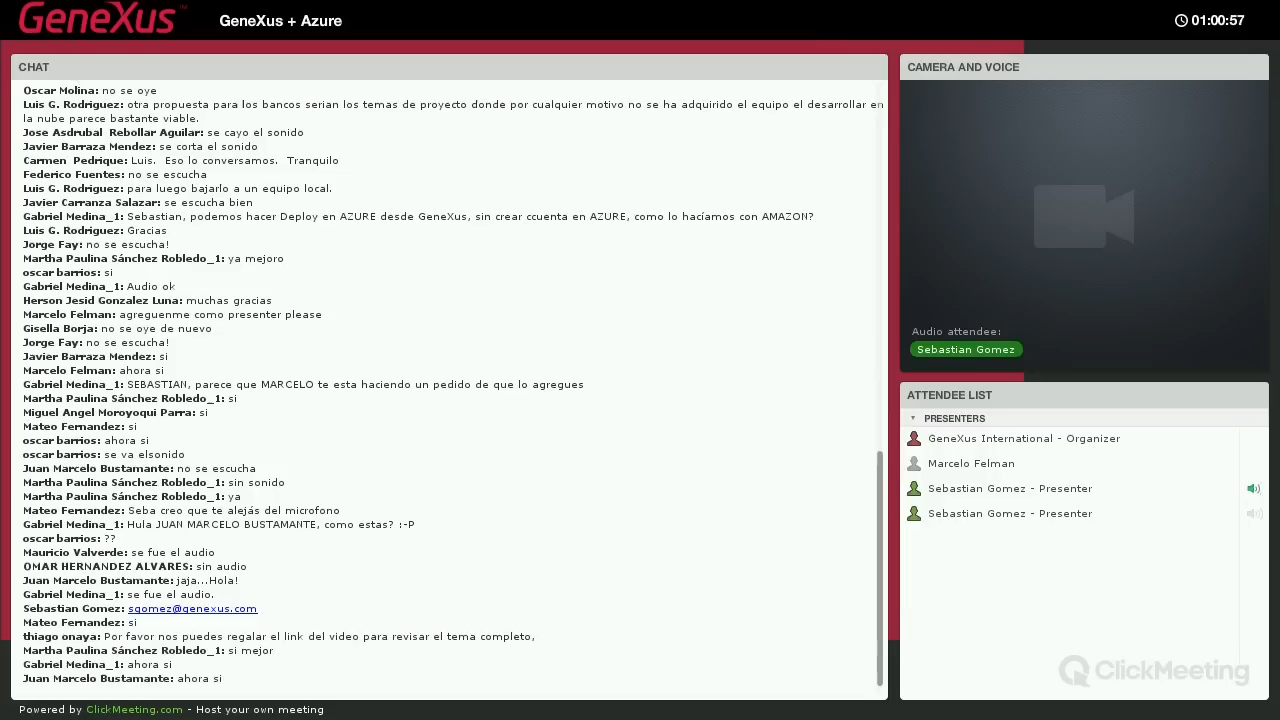 GeneXus™
GeneXus + Azure
01:00:57
CHAT
Oscar Molina: no se oye
Luis G. Rodriguez: otra propuesta para los bancos serian los temas de proyecto donde por cualquier motivo no se ha adquirido el equipo el desarrollar en
la nube parece bastante viable.
Jose Asdrubal Rebollar Aguilar: se cayo el sonido
Javier Barraza Mendez: se corta el sonido
Carmen Pedrique: Luis. Eso lo conversamos. Tranquilo
Federico Fuentes: no se escucha
Luis G. Rodriguez: para luego bajarlo a un equipo local.
Javier Carranza Salazar: se escucha bien
Gabriel Medina_1: Sebastian, podemos hacer Deploy en AZURE desde GeneXus, sin crear ccuenta en AZURE, como lo hacíamos con AMAZON?
Luis G. Rodriguez: Gracias
Jorge Fay: no se escucha!
Martha Paulina Sánchez Robledo_1: ya mejoro
oscar barrios: si
Gabriel Medina_1: Audio ok
Herson Jesid Gonzalez Luna: muchas gracias
Marcelo Felman: agreguenme como presenter please
Gisella Borja: no se oye de nuevo
Jorge Fay: no se escucha!
Javier Barraza Mendez: si
Marcelo Felman: ahora si
Gabriel Medina_1: SEBASTIAN, parece que MARCELO te esta haciendo un pedido de que lo agregues
Martha Paulina Sánchez Robledo_1: si
Miguel Angel Moroyoqui Parra: si
Mateo Fernandez: si
oscar barrios: ahora si
oscar barrios: se va elsonido
Juan Marcelo Bustamante: no se escucha
Martha Paulina Sánchez Robledo_1: sin sonido
Martha Paulina Sánchez Robledo_1: ya
Mateo Fernandez: Seba creo que te alejás del microfono
Gabriel Medina_1: Hula JUAN MARCELO BUSTAMANTE, como estas? :-P
oscar barrios: ??
Mauricio Valverde: se fue el audio
OMAR HERNANDEZ ALVARES: sin audio
Juan Marcelo Bustamante: jaja...Hola!
Gabriel Medina_1: se fue el audio.
Sebastian Gomez: sgomez@genexus.com
Mateo Fernandez: si
thiago onaya: Por favor nos puedes regalar el link del video para revisar el tema completo,
Martha Paulina Sánchez Robledo_1: si mejor
Gabriel Medina_1: ahora si
Juan Marcelo Bustamante: ahora si
CAMERA AND VOICE
Audio attendee:
Sebastian Gomez
ATTENDEE LIST
PRESENTERS
GeneXus International - Organizer
Marcelo Felman
Sebastian Gomez - Presenter
Sebastian Gomez - Presenter
ClickMeeting
Powered by ClickMeeting.com - Host your own meeting